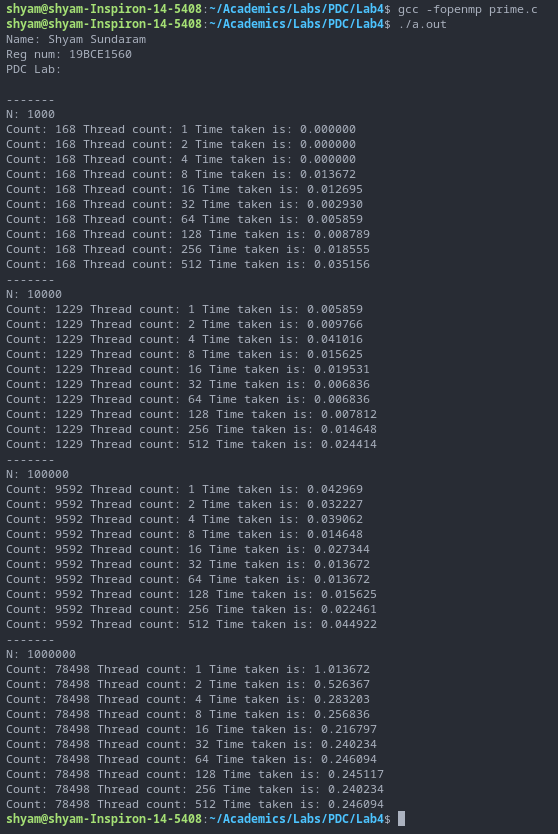 shyam@shyam-Inspiron-14-5408:~/Academics/Labs/PDC/Lab4$ gcc -fopenmp prime.c
shyam@shyam-Inspiron-14-5408:~/Academics/Labs/PDC/Lab4$ ./a.out
Name: Shyam Sundaram
Reg num: 19BCE1560
PDC Lab:

-------
N: 1000
Count: 168 Thread count: 1 Time taken is: 0.000000
Count: 168 Thread count: 2 Time taken is: 0.000000
Count: 168 Thread count: 4 Time taken is: 0.000000
Count: 168 Thread count: 8 Time taken is: 0.013672
Count: 168 Thread count: 16 Time taken is: 0.012695
Count: 168 Thread count: 32 Time taken is: 0.002930
Count: 168 Thread count: 64 Time taken is: 0.005859
Count: 168 Thread count: 128 Time taken is: 0.008789
Count: 168 Thread count: 256 Time taken is: 0.018555
Count: 168 Thread count: 512 Time taken is: 0.035156
-------
N: 10000
Count: 1229 Thread count: 1 Time taken is: 0.005859
Count: 1229 Thread count: 2 Time taken is: 0.009766
Count: 1229 Thread count: 4 Time taken is: 0.041016
Count: 1229 Thread count: 8 Time taken is: 0.015625
Count: 1229 Thread count: 16 Time taken is: 0.019531
Count: 1229 Thread count: 32 Time taken is: 0.006836
Count: 1229 Thread count: 64 Time taken is: 0.006836
Count: 1229 Thread count: 128 Time taken is: 0.007812
Count: 1229 Thread count: 256 Time taken is: 0.014648
Count: 1229 Thread count: 512 Time taken is: 0.024414
-------
N: 100000
Count: 9592 Thread count: 1 Time taken is: 0.042969
Count: 9592 Thread count: 2 Time taken is: 0.032227
Count: 9592 Thread count: 4 Time taken is: 0.039062
Count: 9592 Thread count: 8 Time taken is: 0.014648
Count: 9592 Thread count: 16 Time taken is: 0.027344
Count: 9592 Thread count: 32 Time taken is: 0.013672
Count: 9592 Thread count: 64 Time taken is: 0.013672
Count: 9592 Thread count: 128 Time taken is: 0.015625
Count: 9592 Thread count: 256 Time taken is: 0.022461
Count: 9592 Thread count: 512 Time taken is: 0.044922
-------
N: 1000000
Count: 78498 Thread count: 1 Time taken is: 1.013672
Count: 78498 Thread count: 2 Time taken is: 0.526367
Count: 78498 Thread count: 4 Time taken is: 0.283203
Count: 78498 Thread count: 8 Time taken is: 0.256836
Count: 78498 Thread count: 16 Time taken is: 0.216797
Count: 78498 Thread count: 32 Time taken is: 0.240234
Count: 78498 Thread count: 64 Time taken is: 0.246094
Count: 78498 Thread count: 128 Time taken is: 0.245117
Count: 78498 Thread count: 256 Time taken is: 0.240234
Count: 78498 Thread count: 512 Time taken is: 0.246094
shyam@shyam-Inspiron-14-5408:~/Academics/Labs/PDC/Lab4$